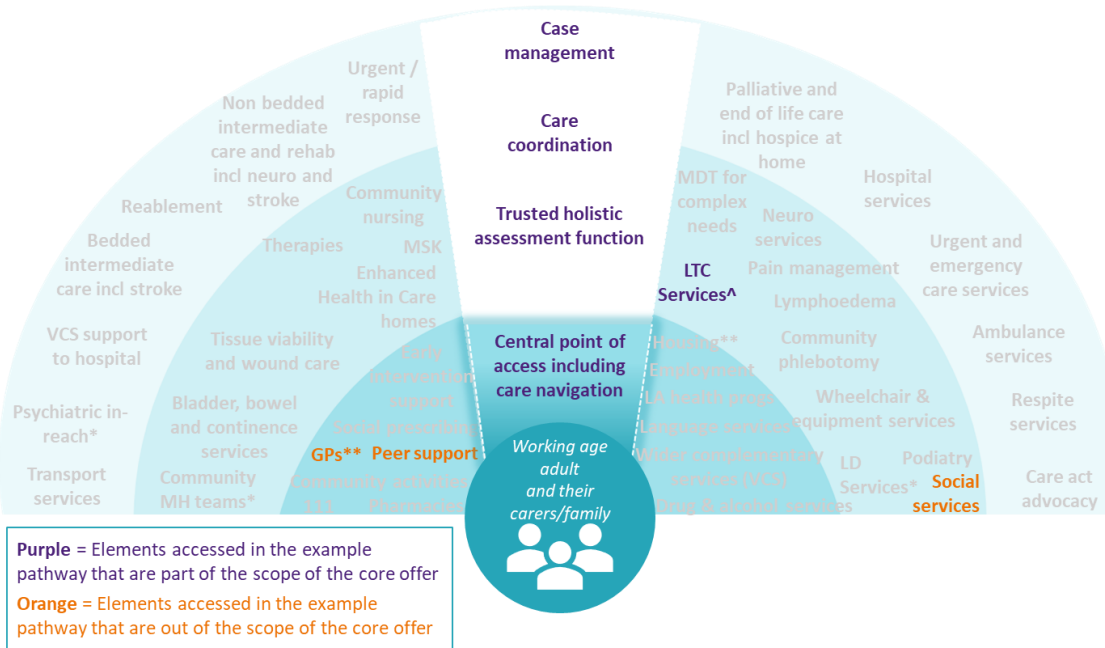 Case
management
Care
coordination
Trusted holistic
assessment function
Central point of
access including
care navigation
Working age
adult
and their
carers/family
Urgent /
rapid
response
Non bedded
intermediate
care and rehab
incl neuro and
stroke
Reablement
Bedded
intermediate
care incl stroke
VCS support
to hospital
Psychiatric in-
reach*
Transport
services
Community
nursing
Therapies
MSK
Enhanced
Health in Care
homes
Tissue viability
and wound care
Bladder, bowel
and continence
services
Community
MH teams*
Early
intervention
support
Social prescribing
GPs** Peer support
Community activities
111 Pharmacies
Palliative and
end of life care
incl hospice at
home
Hospital
services
Urgent and
emergency
care services
Ambulance
services
Respite
services
Care act
advocacy
MDT for
complex
needs
Neuro
services
LTC
Services^
Pain management
Lymphoedema
Community
phlebotomy
Wheelchair &
equipment services
LD
Services*
Podiatry
Social
services
Housing**
Employment
LA health progs
Language services
Wider complementary
services (VCS)
Drug & alcohol services
Purple = Elements accessed in the example
pathway that are part of the scope of the core offer
Orange = Elements accessed in the example
pathway that are out of the scope of the core offer